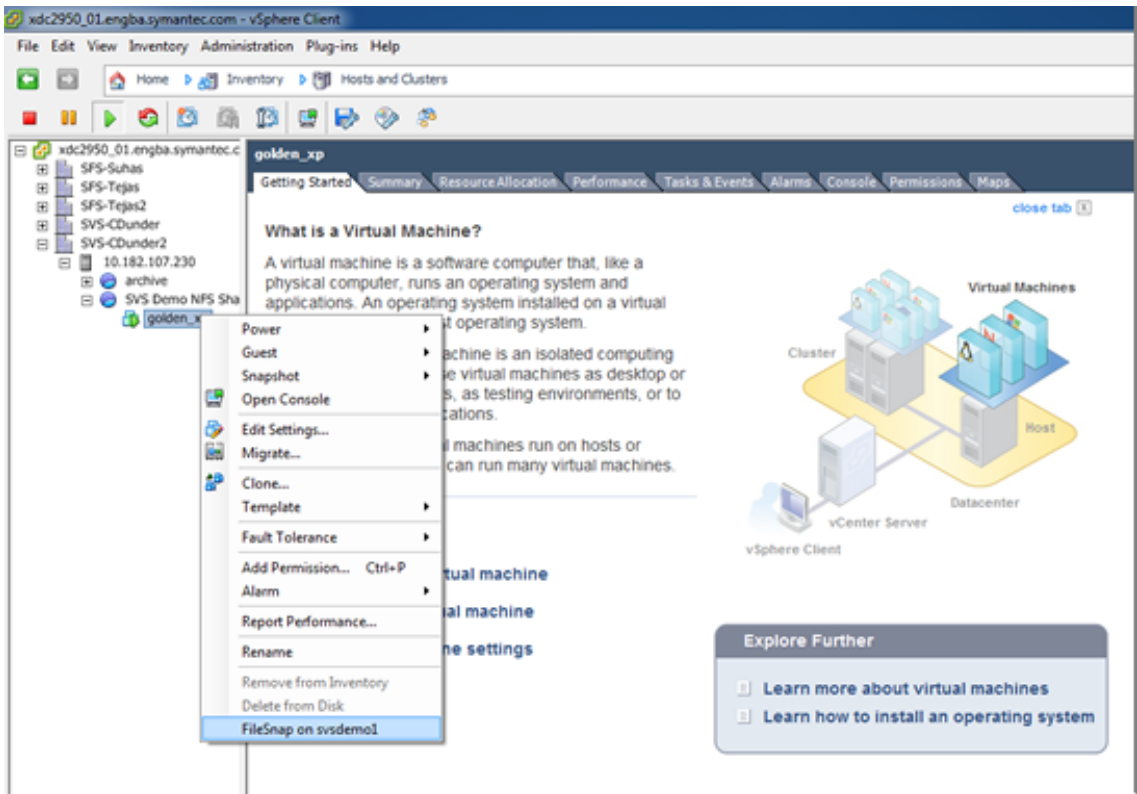 xdc2950_01.engba.symantec.com - vSphere Client
File Edit View Inventory Administration Plug-ins Help
Home Inventory Hosts and Clusters
xdc2950_01.engba.symantec.c
SFS-Suhas
SFS-Tejas
SFS-Tejas2
SVS-CDunder
SVS-CDunder2
10.182.107.230
archive
SVS Demo NFS Sha
golden_x
Power
Guest
Snapshot
Open Console
Edit Settings...
Migrate...
Clone...
Template
Fault Tolerance
Add Permission... Ctrl+P
Alarm
Report Performance...
Rename
Remove from Inventory
Delete from Disk
FileSnap on svsdemo1
golden_xp
Getting Started Summary Resource Allocation Performance Tasks & Events Alarms Console Permissions Maps
close tab
What is a Virtual Machine?
A virtual machine is a software computer that, like a
physical computer, runs an operating system and
applications. An operating system installed on a virtual
t operating system.
achine is an isolated computing
e virtual machines as desktop or
s, as testing environments, or to
cations.
l machines run on hosts or
can run many virtual machines.
tual machine
al machine
ne settings
Virtual Machines
Cluster
Host
Datacenter
vCenter Server
vSphere Client
Explore Further
Learn more about virtual machines
Learn how to install an operating system